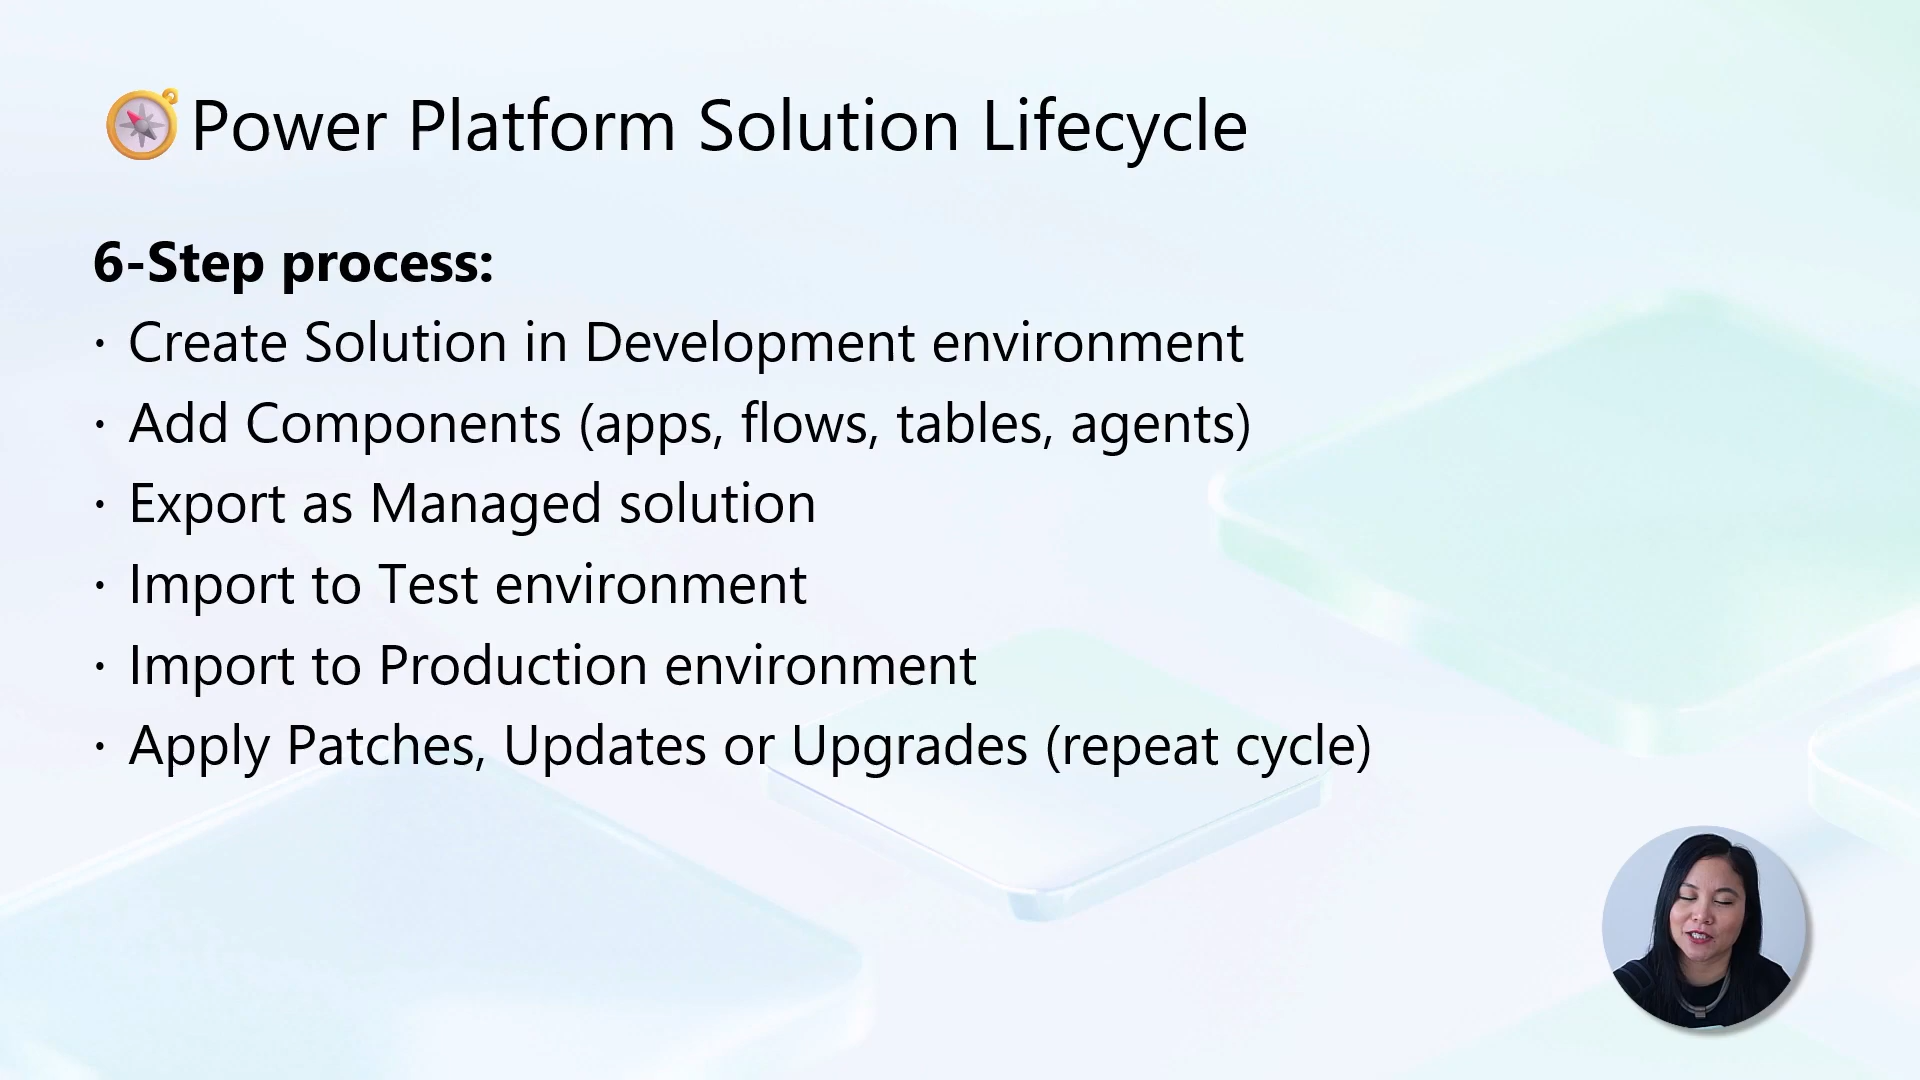 Power Platform Solution Lifecycle
6-Step process:
· Create Solution in Development environment
· Add Components (apps, flows, tables, agents)
· Export as Managed solution
· Import to Test environment
· Import to Production environment
· Apply Patches, Updates or Upgrades (repeat cycle)